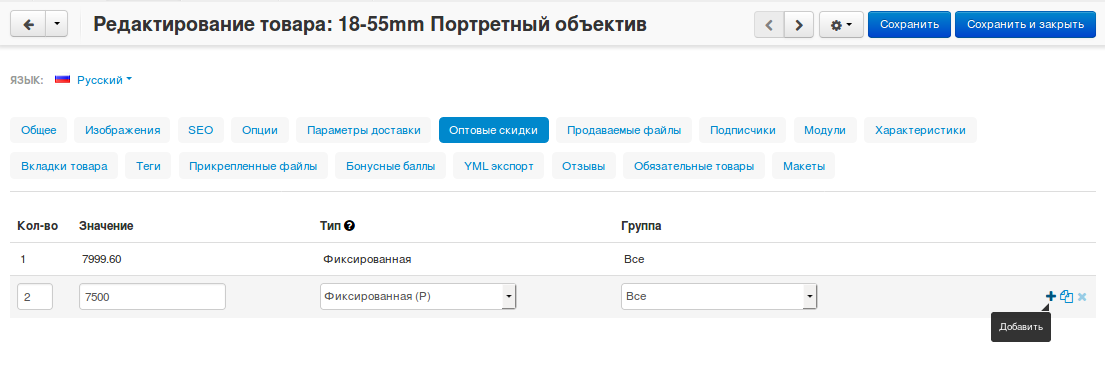 Редактирование товара: 18-55mm Портретный объектив Сохранить Сохранить и закрыть
ЯЗЫК: Русский
Общее Изображения SEO Опции Параметры доставки Оптовые скидки Продаваемые файлы Подписчики Модули Характеристики
Вкладки товара Теги Прикрепленные файлы Бонусные баллы YML экспорт Отзывы Обязательные товары Макеты
Кол-во Значение Тип Группа
1 7999.60 Фиксированная Все
2 7500 Фиксированная (Р) Все
Добавить